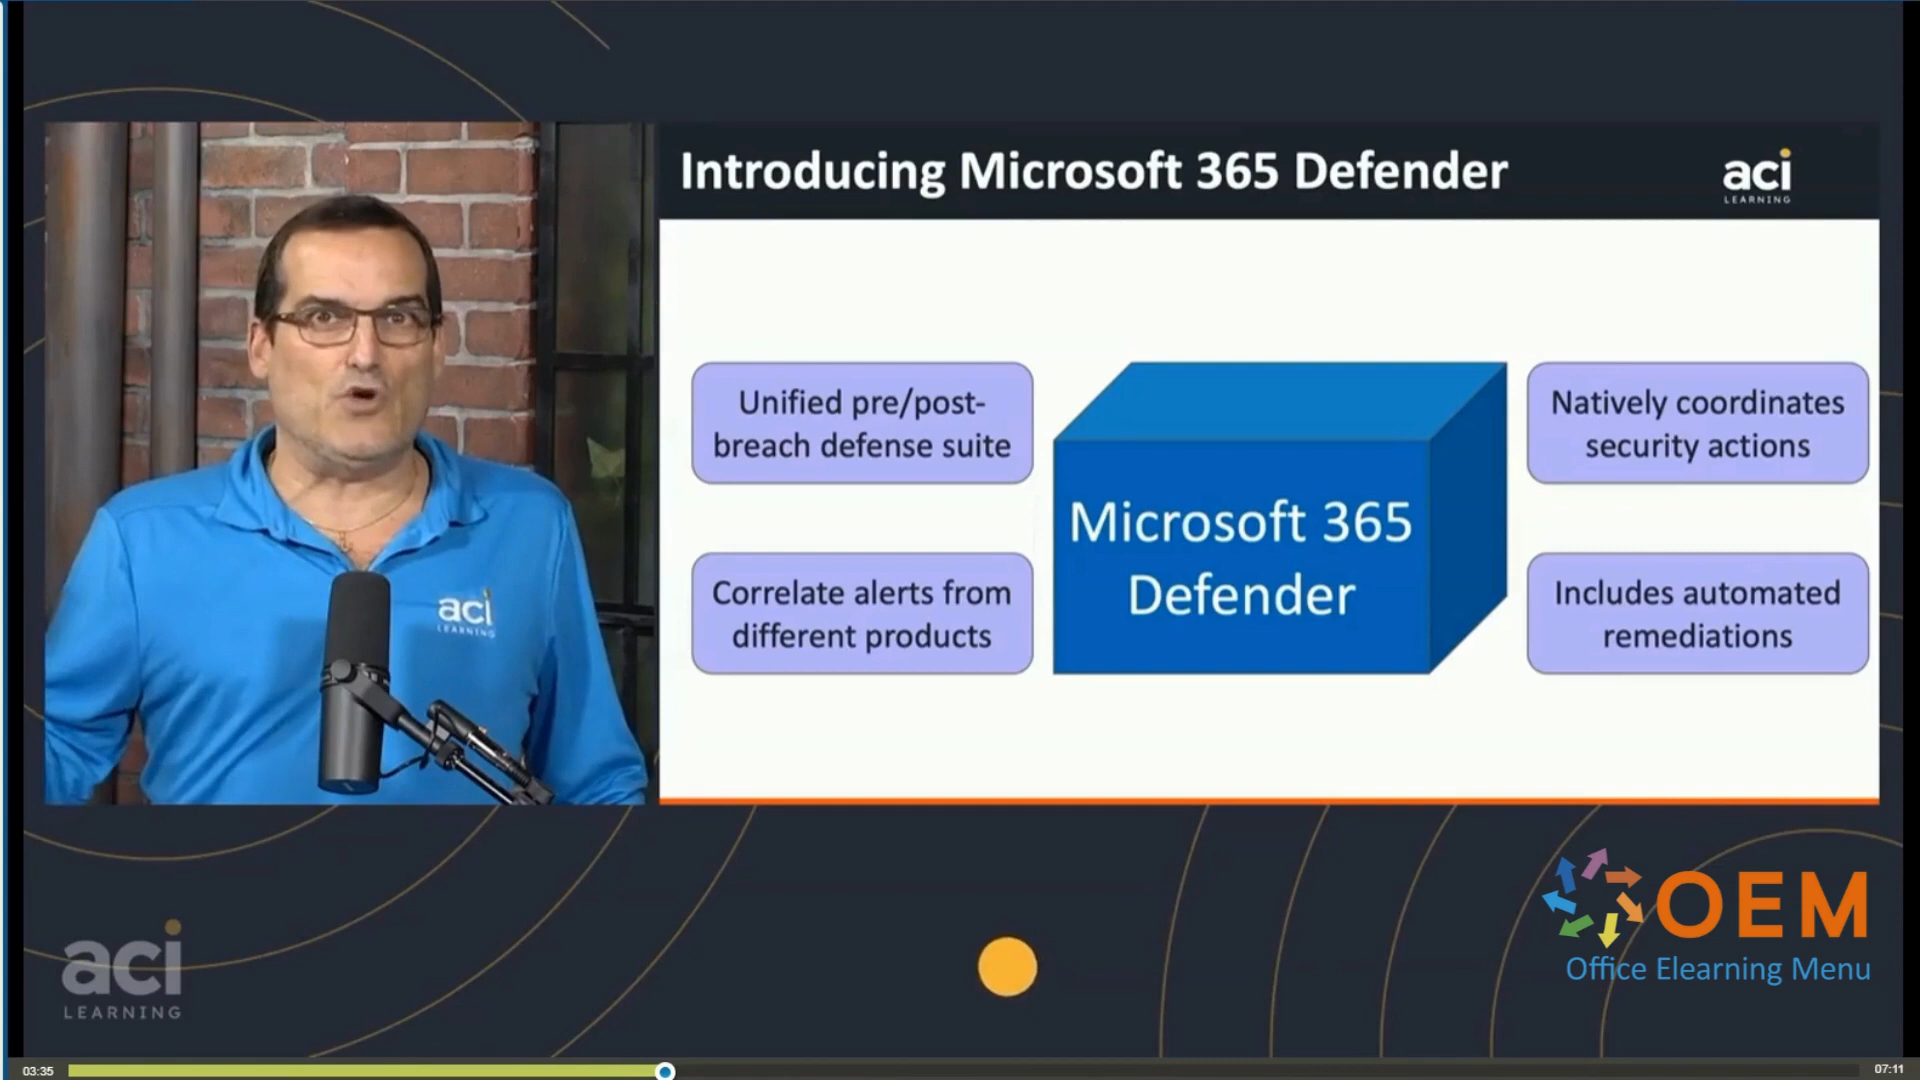 Introducing Microsoft 365 Defender
aci
LEARNING
Unified pre/post-
breach defense suite
Natively coordinates
security actions
Microsoft 365
Defender
Correlate alerts from
different products
Includes automated
remediations
aci
LEARNING
OEM
Office Elearning Menu
aci
LEARNING
03:35
07:11